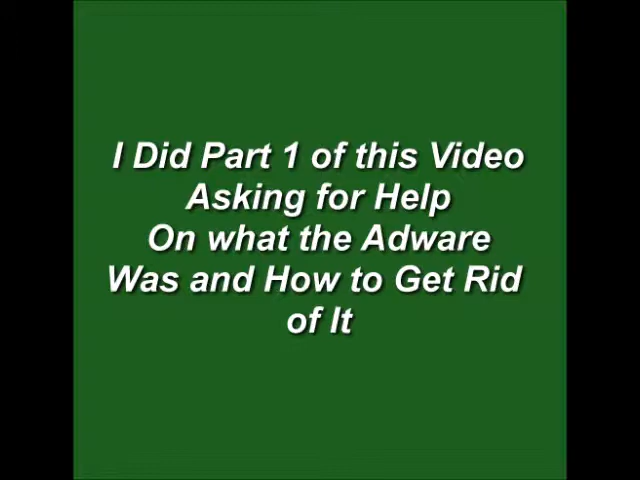 I Did Part 1 of this Video
Asking for Help
On what the Adware
Was and How to Get Rid
of It